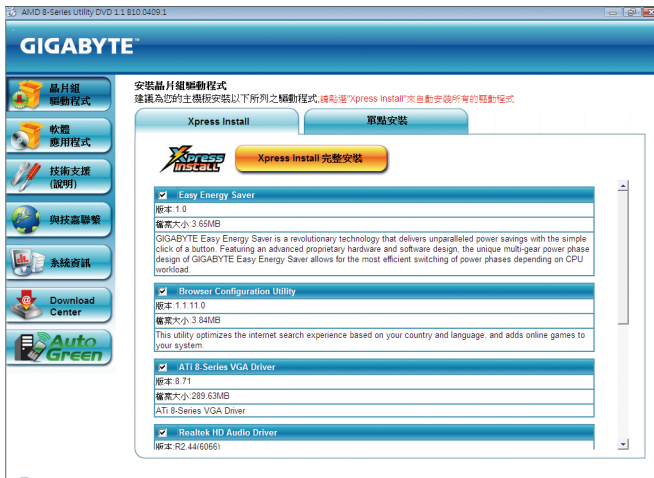 AMD 8-Series Utility DVD 1.1 B10.0409.1
GIGABYTE™
晶片組
驅動程式
軟體
應用程式
技術支援
(說明)
與技嘉聯繫
系統資訊
Download
Center
Auto
Green
安裝晶片組驅動程式
建議為您的主機板安裝以下所列之驅動程式;請點選"Xpress Install"來自動安裝所有的驅動程式
Xpress Install
單點安裝
Xpress
INSTALL
Xpress Install 完整安裝
Easy Energy Saver
版本:1.0
檔案大小:3.65MB
GIGABYTE Easy Energy Saver is a revolutionary technology that delivers unparalleled power savings with the simple
click of a button. Featuring an advanced proprietary hardware and software design, the unique multi-gear power phase
design of GIGABYTE Easy Energy Saver allows for the most efficient switching of power phases depending on CPU
workload.
Browser Configuration Utility
版本:1.1.11.0
檔案大小:3.84MB
This utility optimizes the internet search experience based on your country and language, and adds online games to
your system.
ATi 8-Series VGA Driver
版本:8.71
檔案大小:289.63MB
ATi 8-Series VGA Driver
Realtek HD Audio Driver
版本:R2.44(6066)